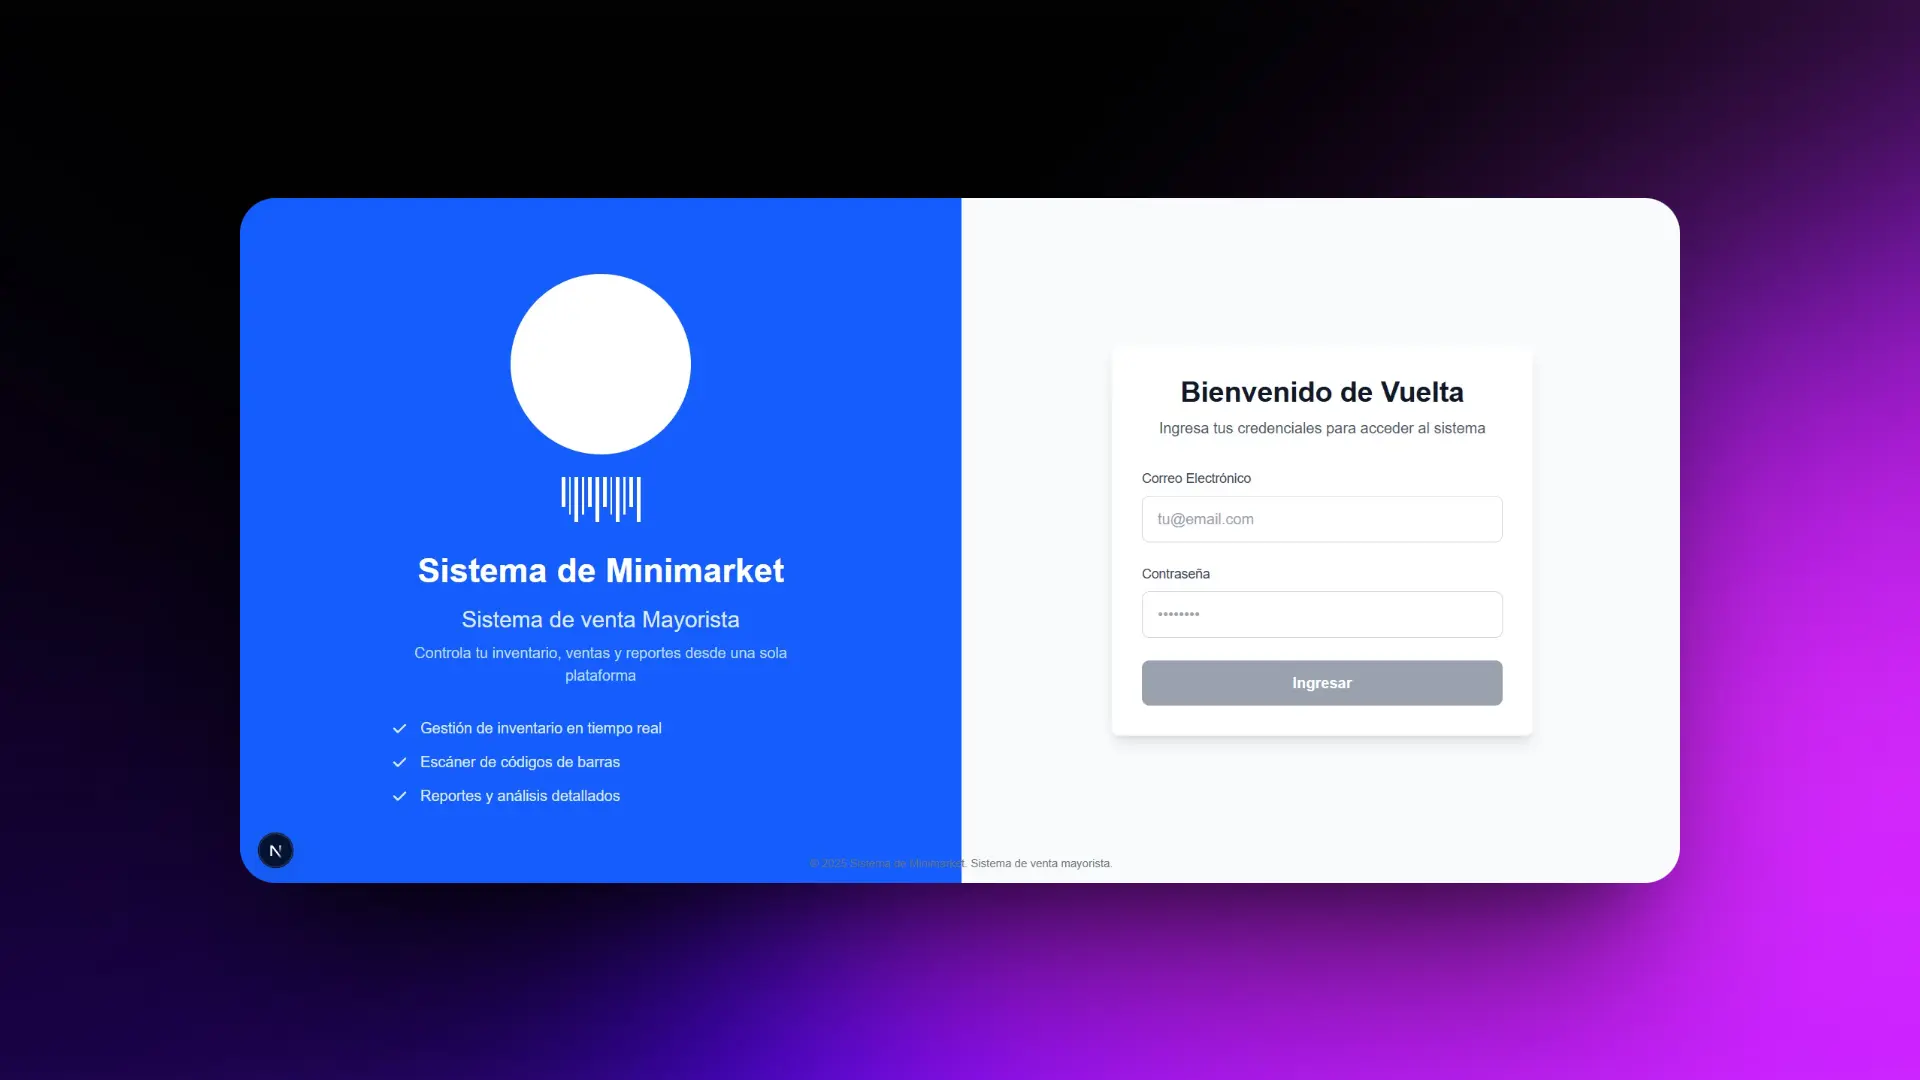 Sistema de Minimarket
Sistema de venta Mayorista
Controla tu inventario, ventas y reportes desde una sola
plataforma
Gestión de inventario en tiempo real
Escáner de códigos de barras
Reportes y análisis detallados
N
Bienvenido de Vuelta
Ingresa tus credenciales para acceder al sistema
Correo Electrónico
tu@email.com
Contraseña
••••••••
Ingresar
© 2025 Sistema de Minimarket. Sistema de venta mayorista.